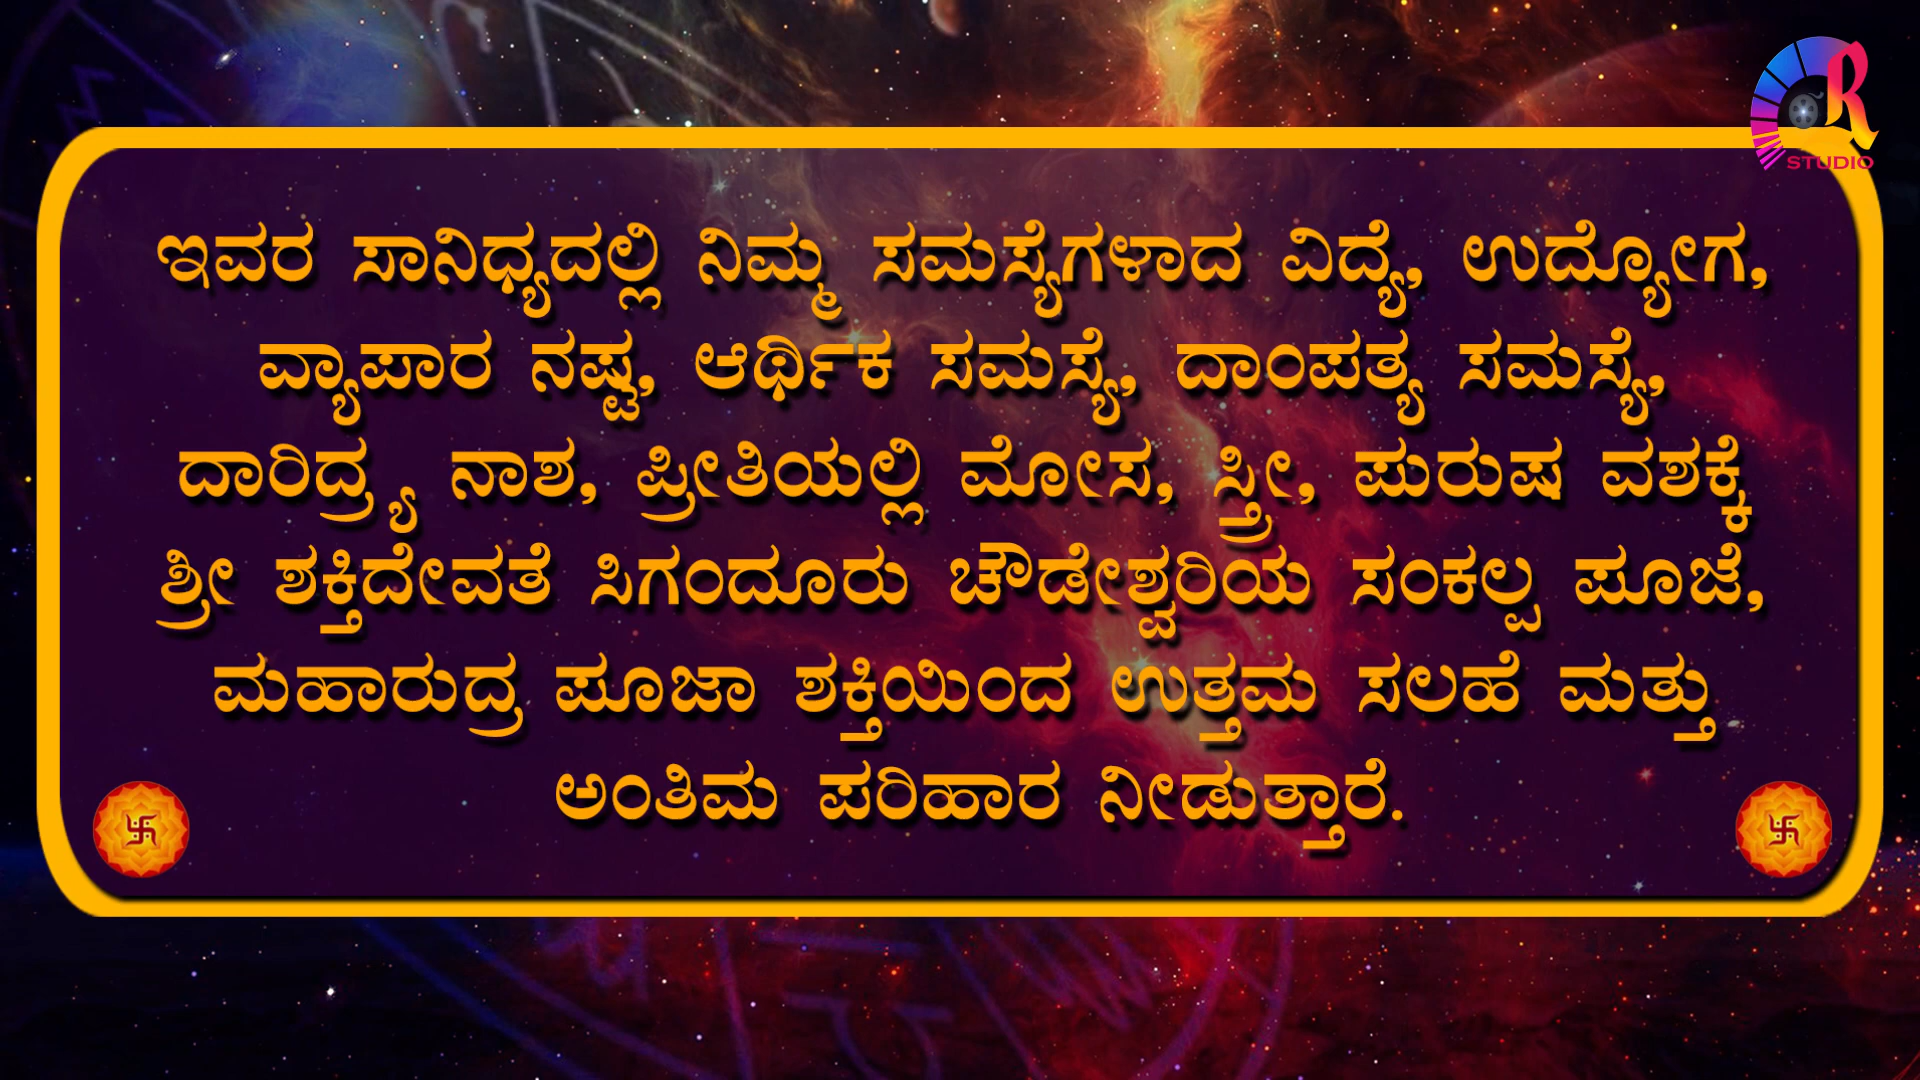 R
STUDIO
ಇವರ ಸಾನಿಧ್ಯದಲ್ಲಿ ನಿಮ್ಮ ಸಮಸ್ಯೆಗಳಾದ ವಿದ್ಯೆ, ಉದ್ಯೋಗ,
ವ್ಯಾಪಾರ ನಷ್ಟ, ಆರ್ಥಿಕ ಸಮಸ್ಯೆ, ದಾಂಪತ್ಯ ಸಮಸ್ಯೆ,
ದಾರಿದ್ರ್ಯ ನಾಶ, ಪ್ರೀತಿಯಲ್ಲಿ ಮೋಸ, ಸ್ತ್ರೀ, ಪುರುಷ ವಶಕ್ಕೆ
ಶ್ರೀ ಶಕ್ತಿದೇವತೆ ಸಿಗಂದೂರು ಚೌಡೇಶ್ವರಿಯ ಸಂಕಲ್ಪ ಪೂಜೆ,
ಮಹಾರುದ್ರ ಪೂಜಾ ಶಕ್ತಿಯಿಂದ ಉತ್ತಮ ಸಲಹೆ ಮತ್ತು
ಅಂತಿಮ ಪರಿಹಾರ ನೀಡುತ್ತಾರೆ.